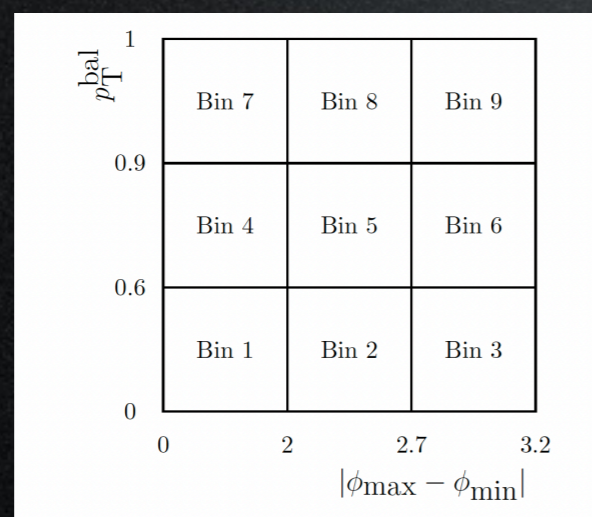 1
p_T^bal
Bin 7 Bin 8 Bin 9
0.9
Bin 4 Bin 5 Bin 6
0.6
Bin 1 Bin 2 Bin 3
0
0 2 2.7 3.2
|ϕmax − ϕmin|